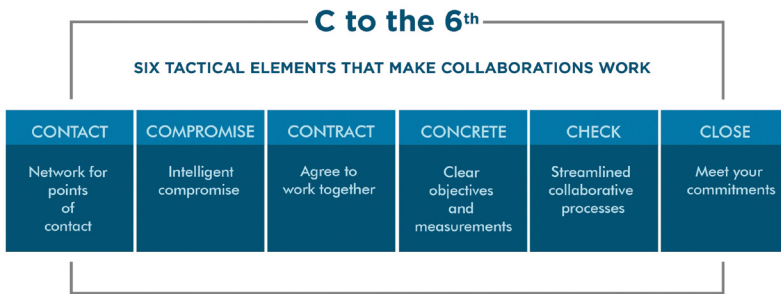 C to the 6th
SIX TACTICAL ELEMENTS THAT MAKE COLLABORATIONS WORK
CONTACT
Network for
points
of
contact
COMPROMISE
Intelligent
compromise
CONTRACT
Agree to
work together
CONCRETE
Clear
objectives
and
measurements
CHECK
Streamlined
collaborative
processes
CLOSE
Meet your
commitments